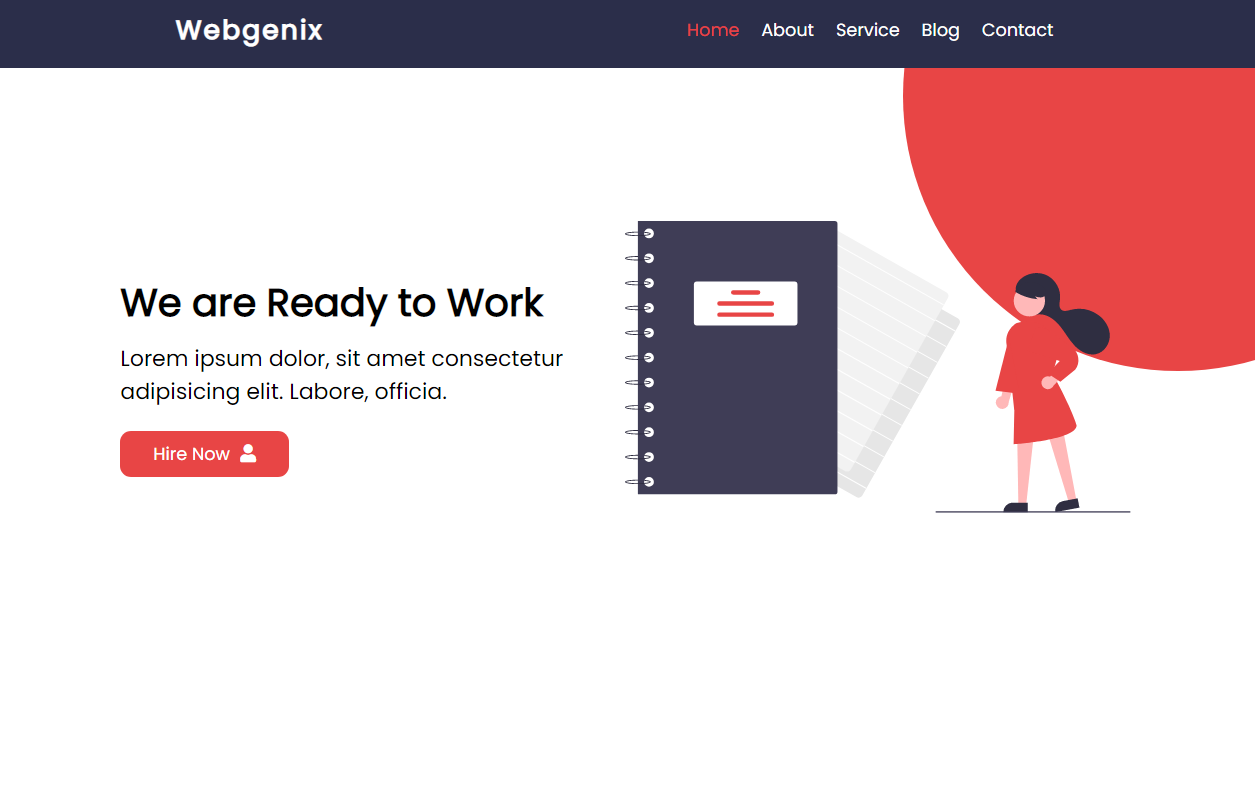 Webgenix
Home About Service Blog Contact
We are Ready to Work
Lorem ipsum dolor, sit amet consectetur
adipisicing elit. Labore, officia.
Hire Now